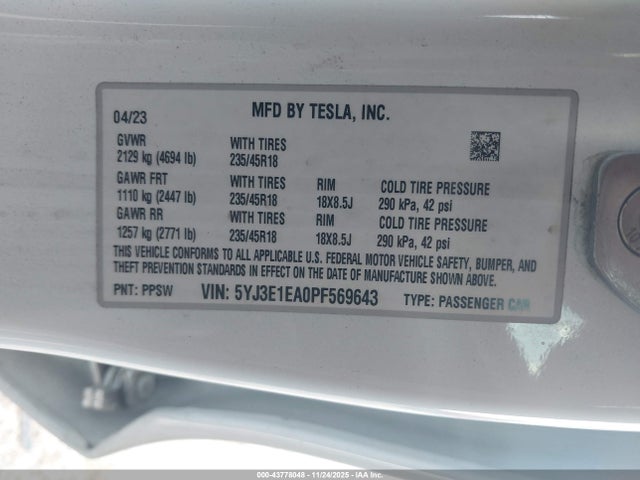 04/23 MFD BY TESLA, INC.
GVWR WITH TIRES
2129 kg (4694 lb) 235/45R18
GAWR FRT WITH TIRES RIM COLD TIRE PRESSURE
1110 kg (2447 lb) 235/45R18 18X8.5J 290 kPa, 42 psi
GAWR RR WITH TIRES RIM COLD TIRE PRESSURE
1257 kg (2771 lb) 235/45R18 18X8.5J 290 kPa, 42 psi
THIS VEHICLE CONFORMS TO ALL APPLICABLE U.S. FEDERAL MOTOR VEHICLE SAFETY, BUMPER, AND
THEFT PREVENTION STANDARDS IN EFFECT ON THE DATE OF MANUFACTURE SHOWN ABOVE.
PNT: PPSW VIN: 5YJ3E1EA0PF569643 TYPE: PASSENGER CAR
000-43778048 - 11/24/2025 - IAA Inc.